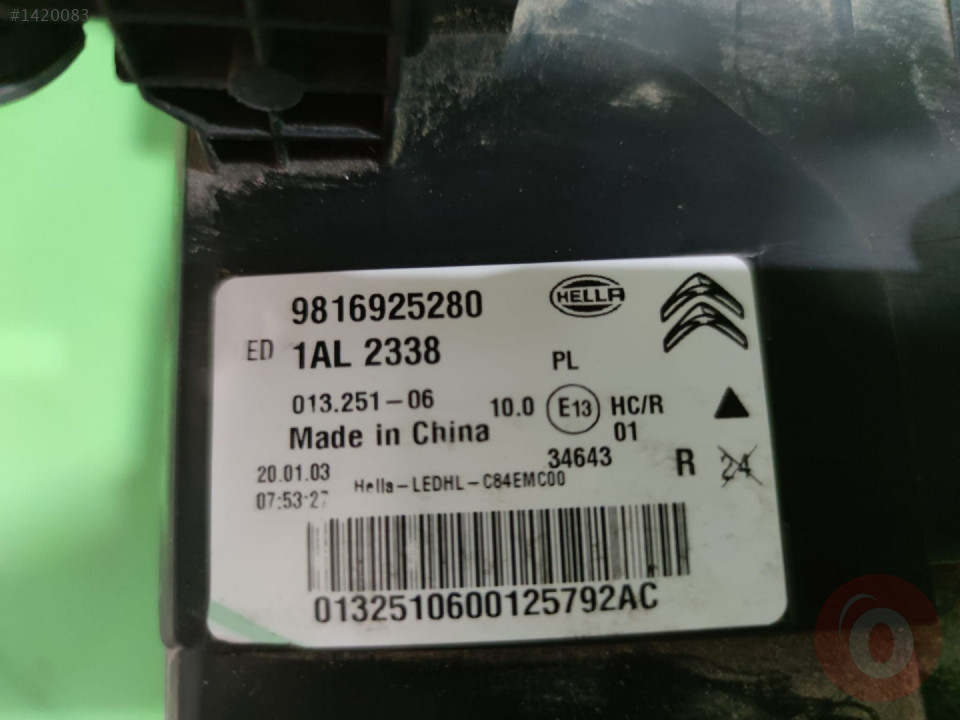 #1420083
9816925280
HELLA
ED 1AL 2338
PL
013.251-06 10.0 E13 HC/R
Made in China 01
34643 R 24
20.01.03
07:53:27 Hella-LEDHL-C84EMC00
0132510600125792AC